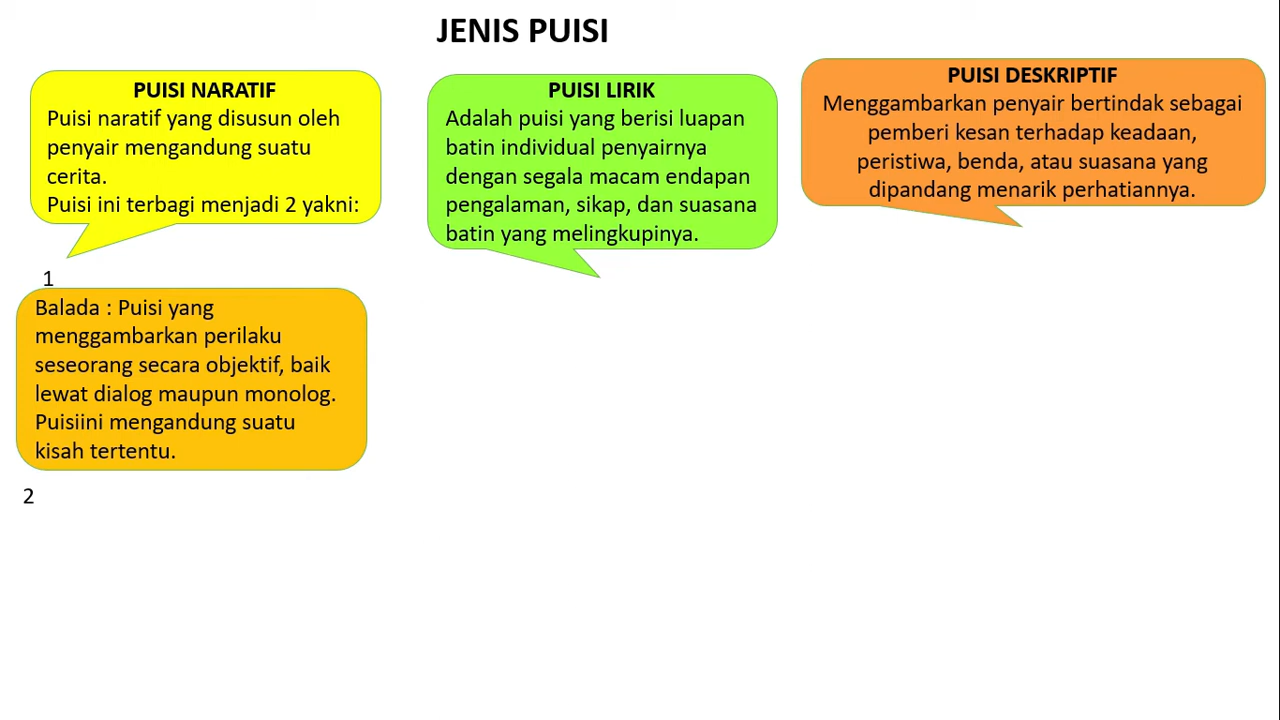 JENIS PUISI
PUISI NARATIF
Puisi naratif yang disusun oleh
penyair mengandung suatu
cerita.
Puisi ini terbagi menjadi 2 yakni:
1
Balada : Puisi yang
menggambarkan perilaku
seseorang secara objektif, baik
lewat dialog maupun monolog.
Puisiini mengandung suatu
kisah tertentu.
2
PUISI LIRIK
Adalah puisi yang berisi luapan
batin individual penyairnya
dengan segala macam endapan
pengalaman, sikap, dan suasana
batin yang melingkupinya.
PUISI DESKRIPTIF
Menggambarkan penyair bertindak sebagai
pemberi kesan terhadap keadaan,
peristiwa, benda, atau suasana yang
dipandang menarik perhatiannya.